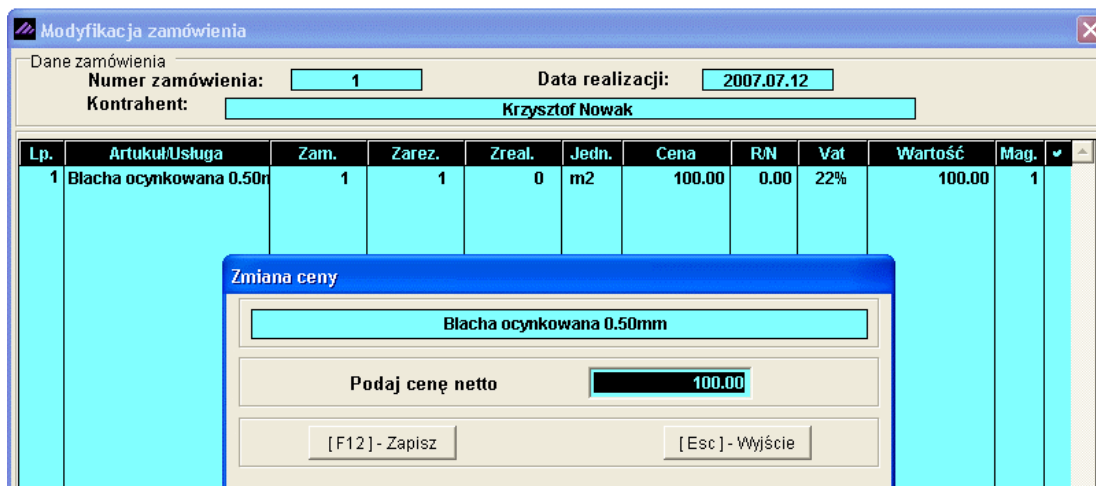 Modyfikacja zamówienia
Dane zamówienia
Numer zamówienia: 1 Data realizacji: 2007.07.12
Kontrahent: Krzysztof Nowak
Lp. Artukuł/Usługa Zam. Zarez. Zreal. Jedn. Cena R/N Vat Wartość Mag.
1 Blacha ocynkowana 0.50m 1 1 0 m2 100.00 0.00 22% 100.00 1
Zmiana ceny
Blacha ocynkowana 0.50mm
Podaj cenę netto 100.00
[ F12 ] - Zapisz [ Esc ] - Wyjście